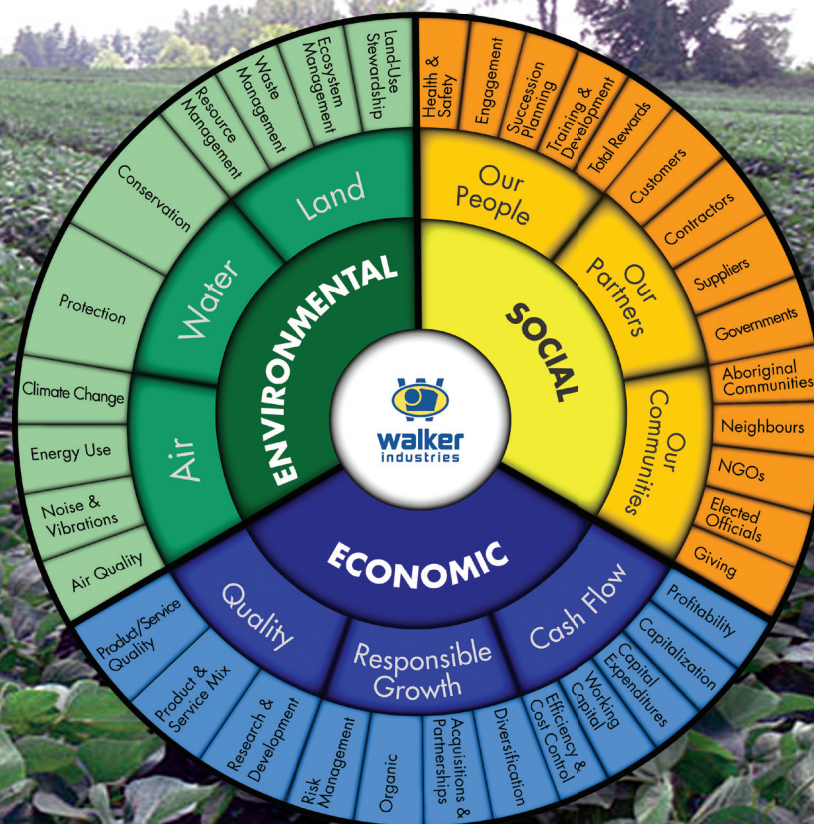 walker
industries
ENVIRONMENTAL
Land
Land-Use
Stewardship
Ecosystem
Management
Waste
Management
Resource
Management
Water
Conservation
Protection
Air
Climate Change
Energy Use
Noise &
Vibrations
Air Quality
SOCIAL
Our
People
Health &
Safety
Engagement
Succession
Planning
Training &
Development
Total Rewards
Our
Partners
Customers
Contractors
Suppliers
Governments
Our
Communities
Aboriginal
Communities
Neighbours
NGOs
Elected
Officials
Giving
ECONOMIC
Cash Flow
Profitability
Capitalization
Capital
Expenditures
Working
Capital
Efficiency &
Cost Control
Responsible
Growth
Diversification
Acquisitions &
Partnerships
Organic
Risk
Management
Quality
Research &
Development
Product &
Service Mix
Product/Service
Quality